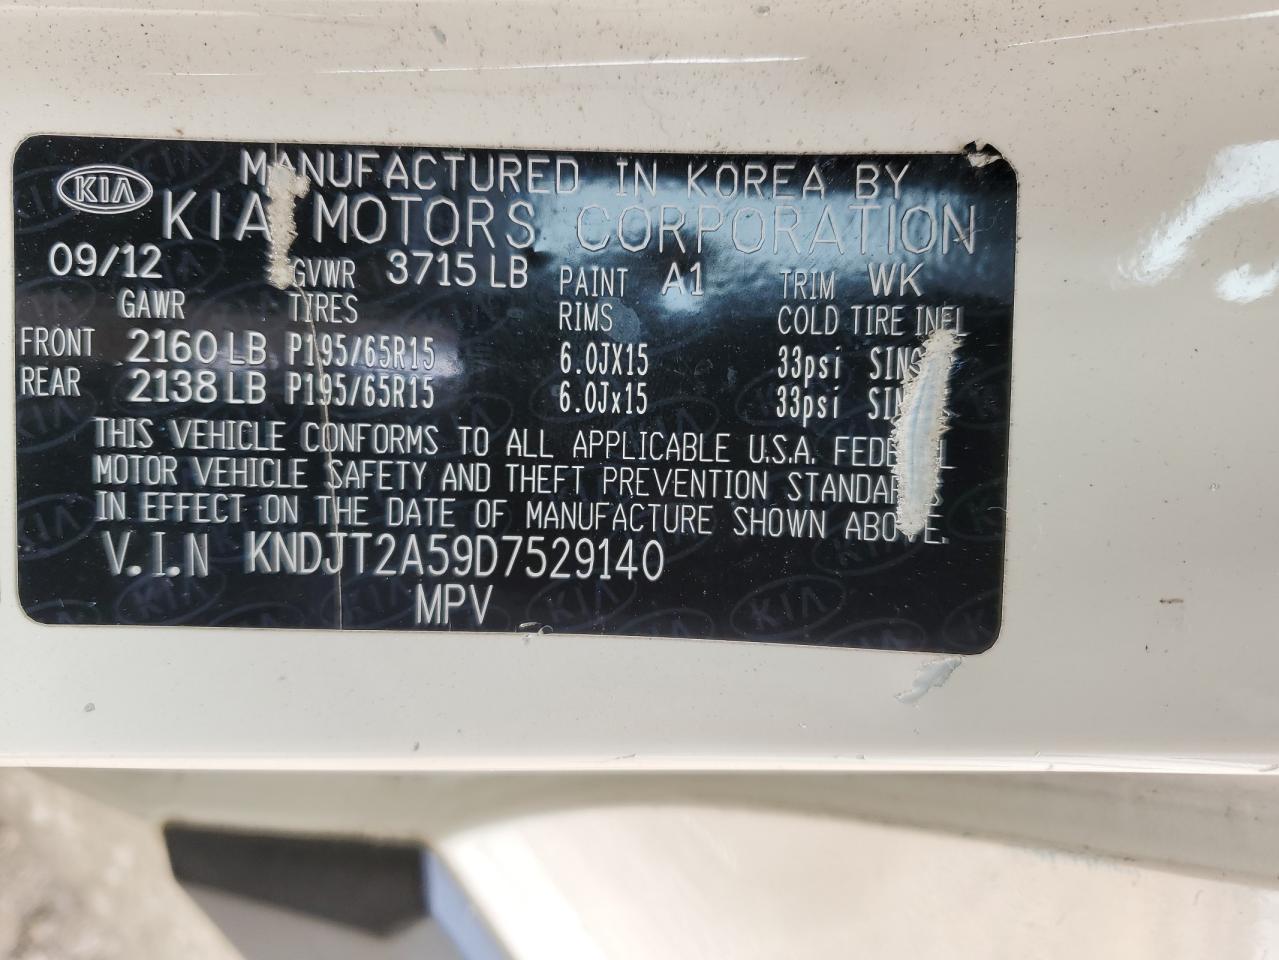 KIA MANUFACTURED IN KOREA BY
KIA MOTORS CORPORATION
09/12 GVWR 3715 LB PAINT A1 TRIM WK
GAWR TIRES RIMS COLD TIRE INFL
FRONT 2160 LB P195/65R15 6.0JX15 33psi
REAR 2138 LB P195/65R15 6.0Jx15 33psi
THIS VEHICLE CONFORMS TO ALL APPLICABLE U.S.A. FEDERAL
MOTOR VEHICLE SAFETY AND THEFT PREVENTION STANDARDS
IN EFFECT ON THE DATE OF MANUFACTURE SHOWN ABOVE.
V.I.N KNDJT2A59D7529140
MPV